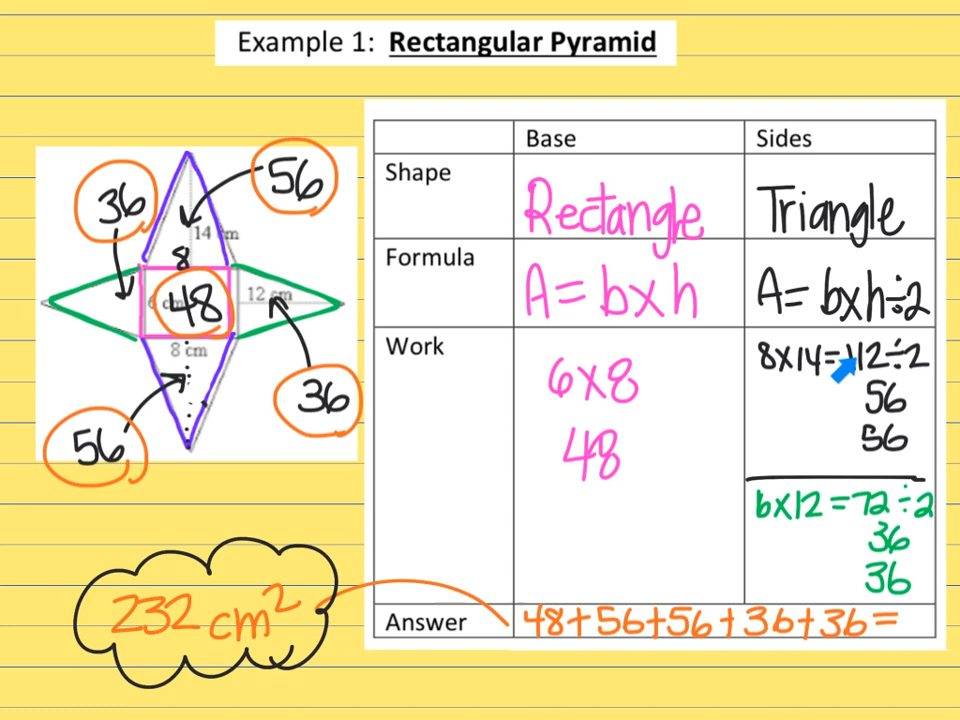 Example 1: Rectangular Pyramid
Base Sides
Shape Rectangle Triangle
Formula A = b x h A = b x h ÷ 2
Work 6 x 8 8 x 14 = 112 ÷ 2
48 56
56
6 x 12 = 72 ÷ 2
36
36
Answer 48 + 56 + 56 + 36 + 36 =
36 56
14 cm
8
48 12 cm
8 cm
36
56
232 cm²